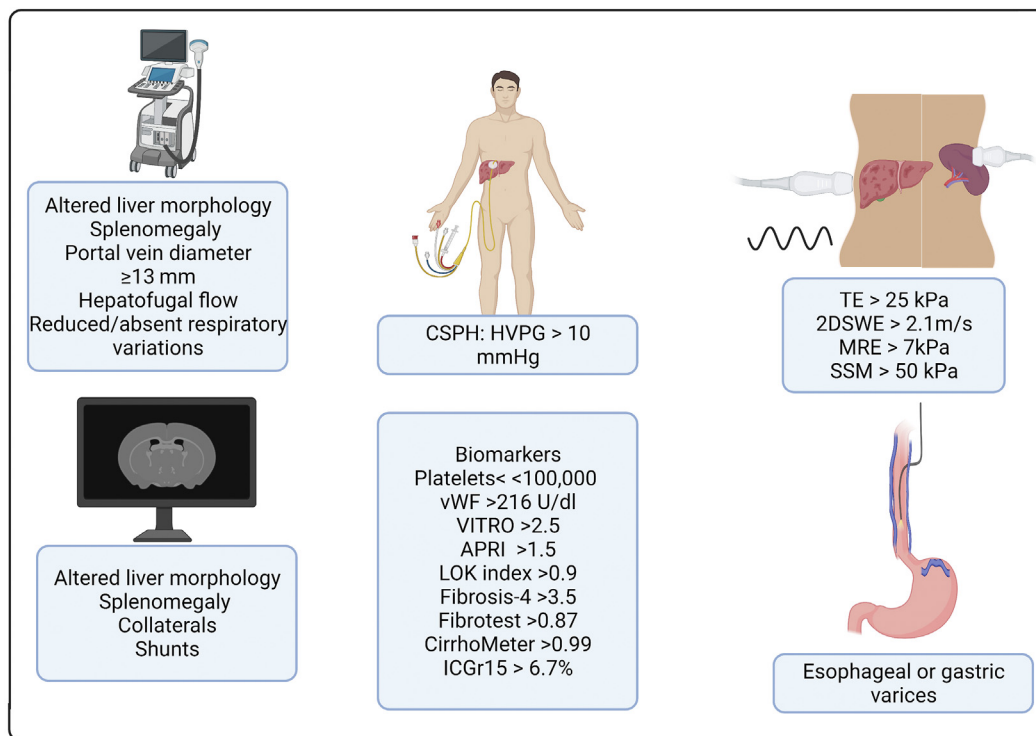 Altered liver morphology
Splenomegaly
Portal vein diameter
≥13 mm
Hepatofugal flow
Reduced/absent respiratory
variations
CSPH: HVPG > 10
mmHg
TE > 25 kPa
2DSWE > 2.1m/s
MRE > 7kPa
SSM > 50 kPa
Altered liver morphology
Splenomegaly
Collaterals
Shunts
Biomarkers
Platelets< <100,000
vWF >216 U/dl
VITRO >2.5
APRI >1.5
LOK index >0.9
Fibrosis-4 >3.5
Fibrotest >0.87
CirrhoMeter >0.99
ICGr15 > 6.7%
Esophageal or gastric
varices